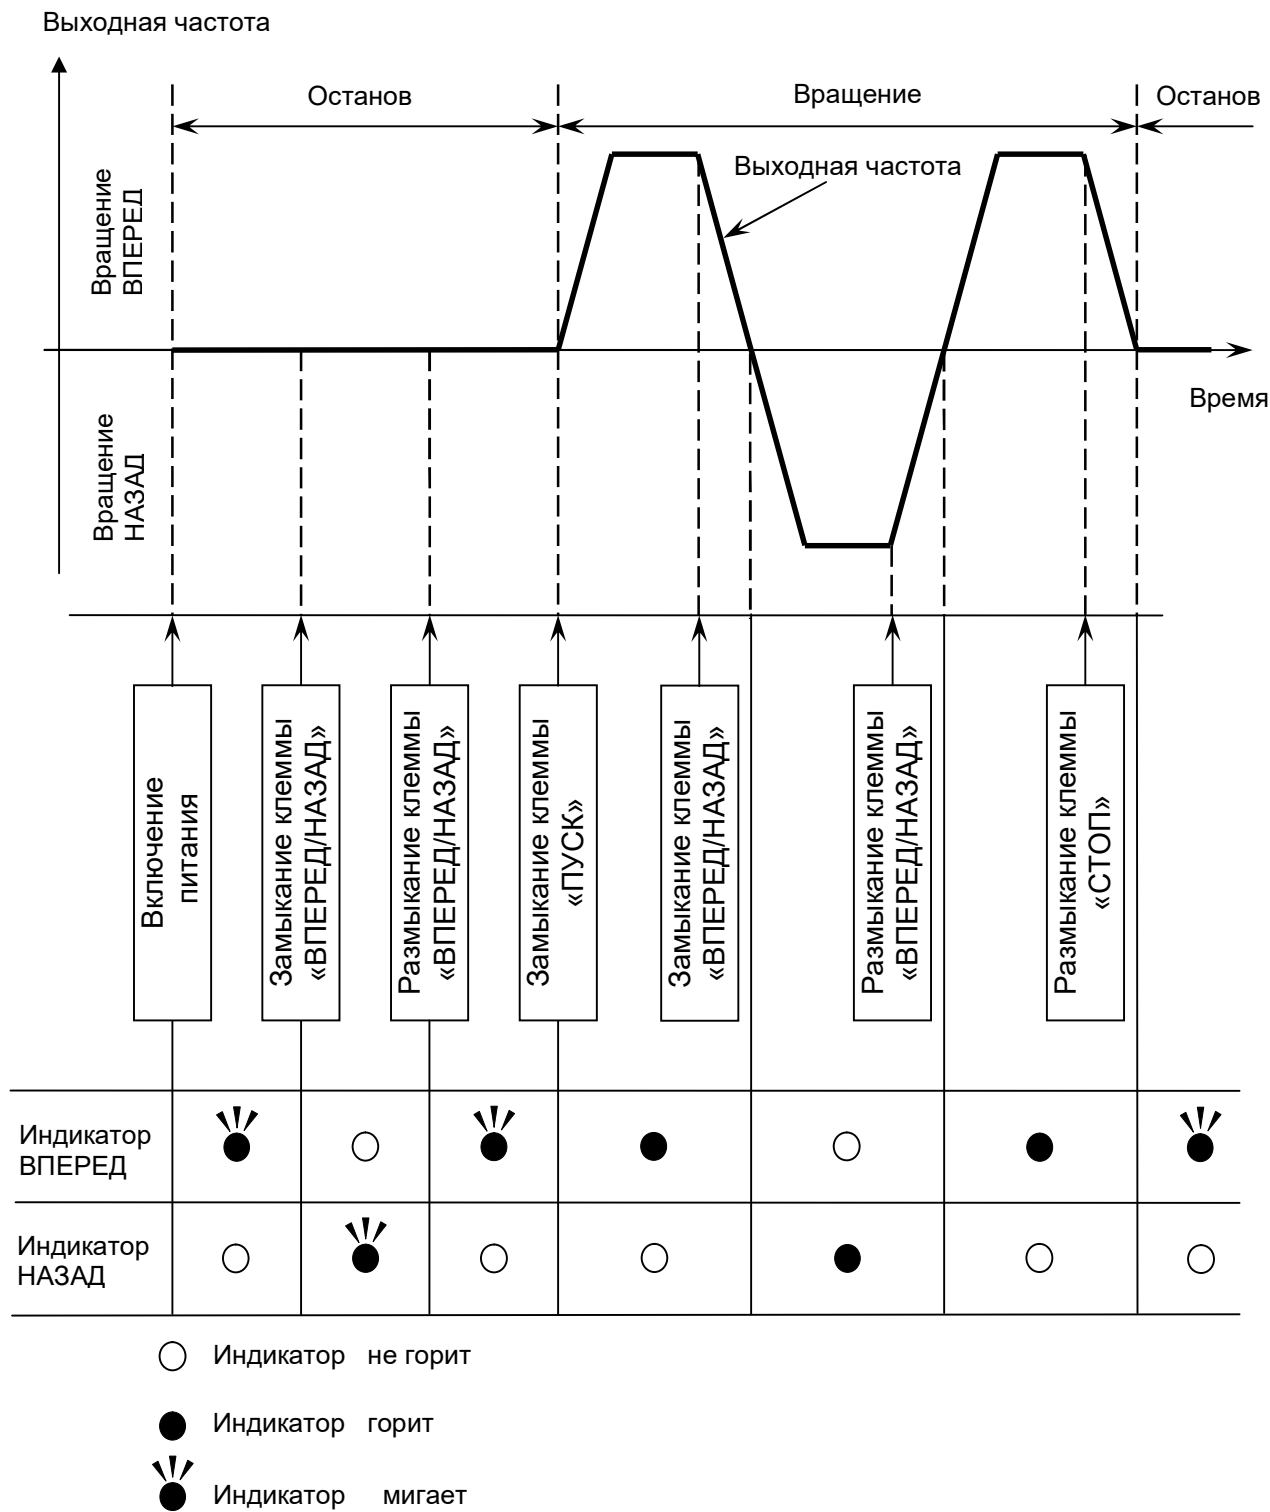 Выходная частота
Останов
Вращение
Останов
Вращение
ВПЕРЕД
Выходная частота
Время
Вращение
НАЗАД
Включение
питания
Замыкание клеммы
«ВПЕРЕД/НАЗАД»
Размыкание клеммы
«ВПЕРЕД/НАЗАД»
Замыкание клеммы
«ПУСК»
Замыкание клеммы
«ВПЕРЕД/НАЗАД»
Размыкание клеммы
«ВПЕРЕД/НАЗАД»
Размыкание клеммы
«СТОП»
Индикатор
ВПЕРЕД
Индикатор
НАЗАД
Индикатор не горит
Индикатор горит
Индикатор мигает